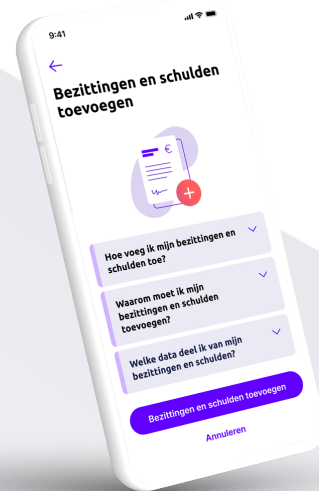 9:41
Bezittingen en schulden
toevoegen
€
Hoe voeg ik mijn bezittingen en
schulden toe?
Waarom moet ik mijn
bezittingen en schulden
toevoegen?
Welke data deel ik van mijn
bezittingen en schulden?
Bezittingen en schulden toevoegen
Annuleren